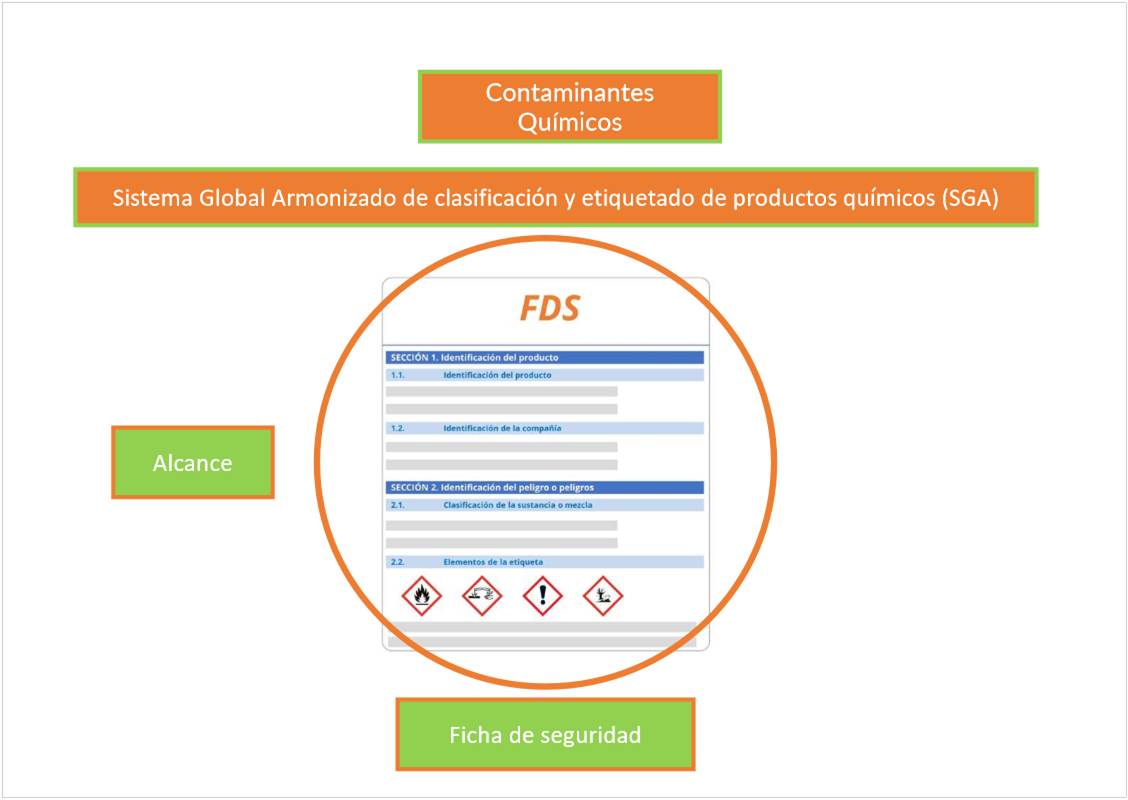 Contaminantes
Químicos
Sistema Global Armonizado de clasificación y etiquetado de productos químicos (SGA)
FDS
SECCIÓN 1. Identificación del producto
1.1. Identificación del producto
1.2. Identificación de la compañía
SECCIÓN 2. Identificación del peligro o peligros
2.1. Clasificación de la sustancia o mezcla
2.2. Elementos de la etiqueta
Alcance
Ficha de seguridad